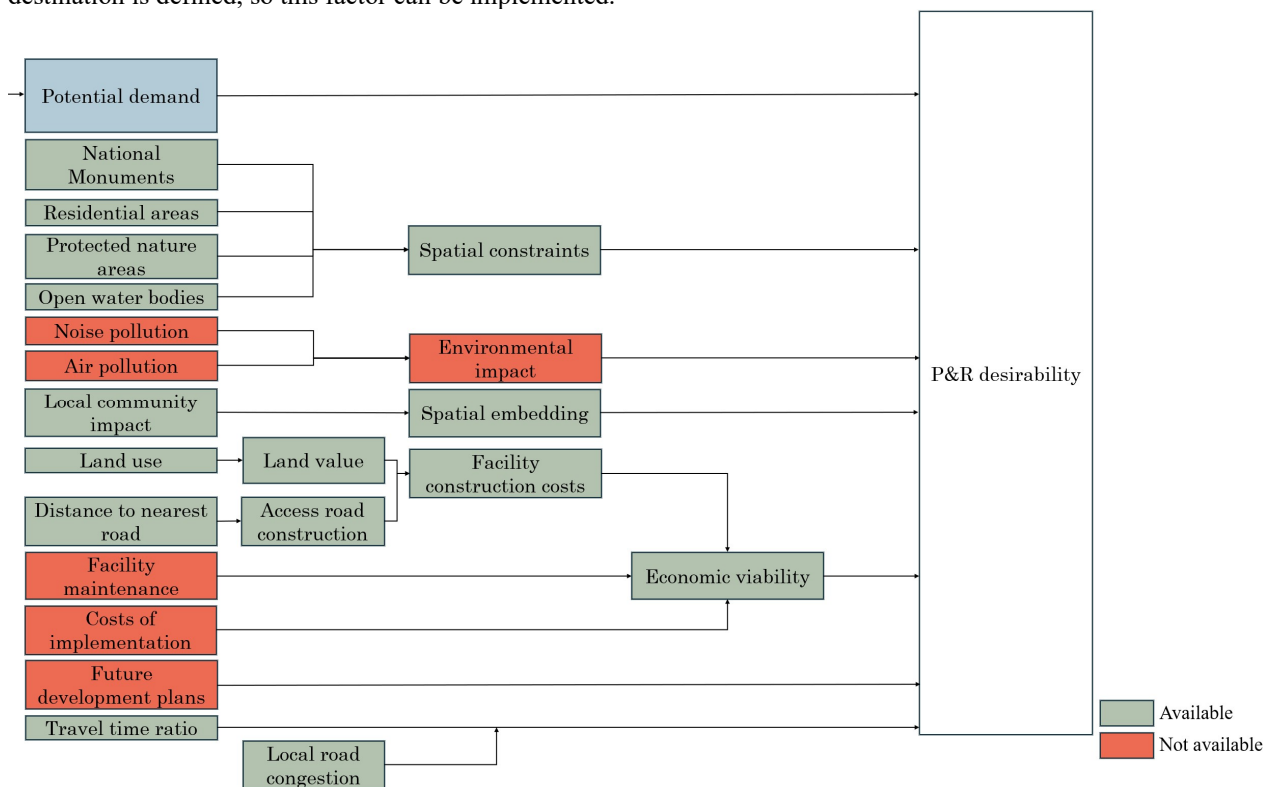 destination is defined, so this factor can be implemented.
Potential demand
National
Monuments
Residential areas
Protected nature
areas
Open water bodies
Spatial constraints
Noise pollution
Air pollution
Environmental
impact
P&R desirability
Local community
impact
Spatial embedding
Land use
Land value
Facility
construction costs
Distance to nearest
road
Access road
construction
Facility
maintenance
Economic viability
Costs of
implementation
Future
development plans
Travel time ratio
Local road
congestion
Available
Not available